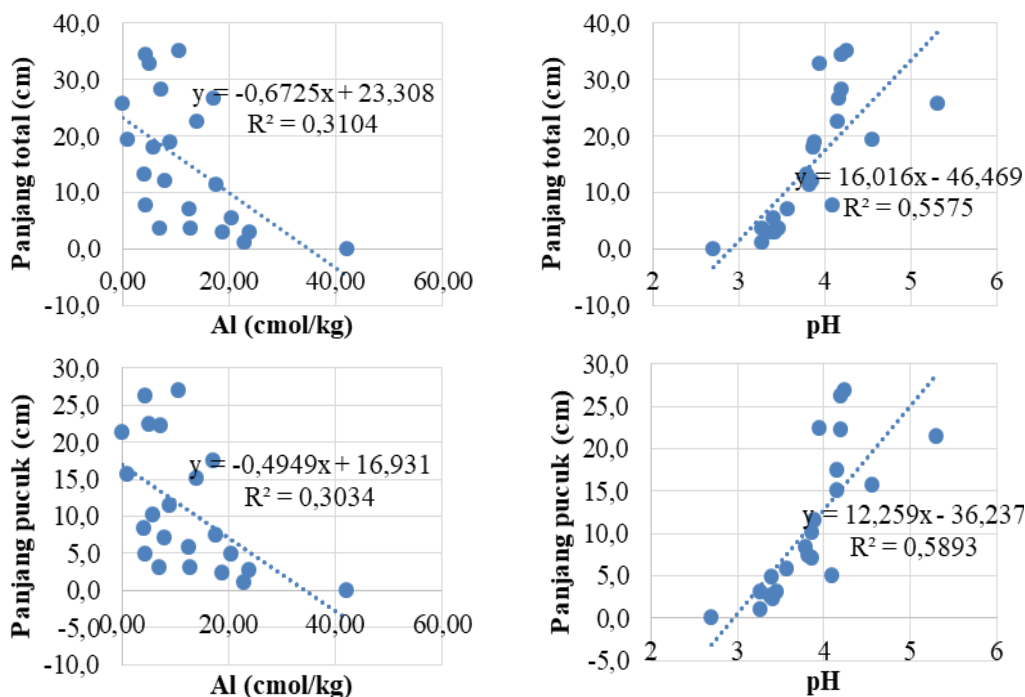 Panjang total (cm)
40,0
30,0
20,0
10,0
0,0
-10,0
y = -0,6725x + 23,308
R² = 0,3104
0,00 20,00 40,00 60,00
Al (cmol/kg)
Panjang total (cm)
40,0
30,0
20,0
10,0
0,0
-10,0
y = 16,016x - 46,469
R² = 0,5575
2 3 4 5 6
pH
Panjang pucuk (cm)
30,0
25,0
20,0
15,0
10,0
5,0
0,0
-5,0
-10,0
y = -0,4949x + 16,931
R² = 0,3034
0,00 20,00 40,00 60,00
Al (cmol/kg)
Panjang pucuk (cm)
30,0
25,0
20,0
15,0
10,0
5,0
0,0
-5,0
y = 12,259x - 36,237
R² = 0,5893
2 3 4 5 6
pH